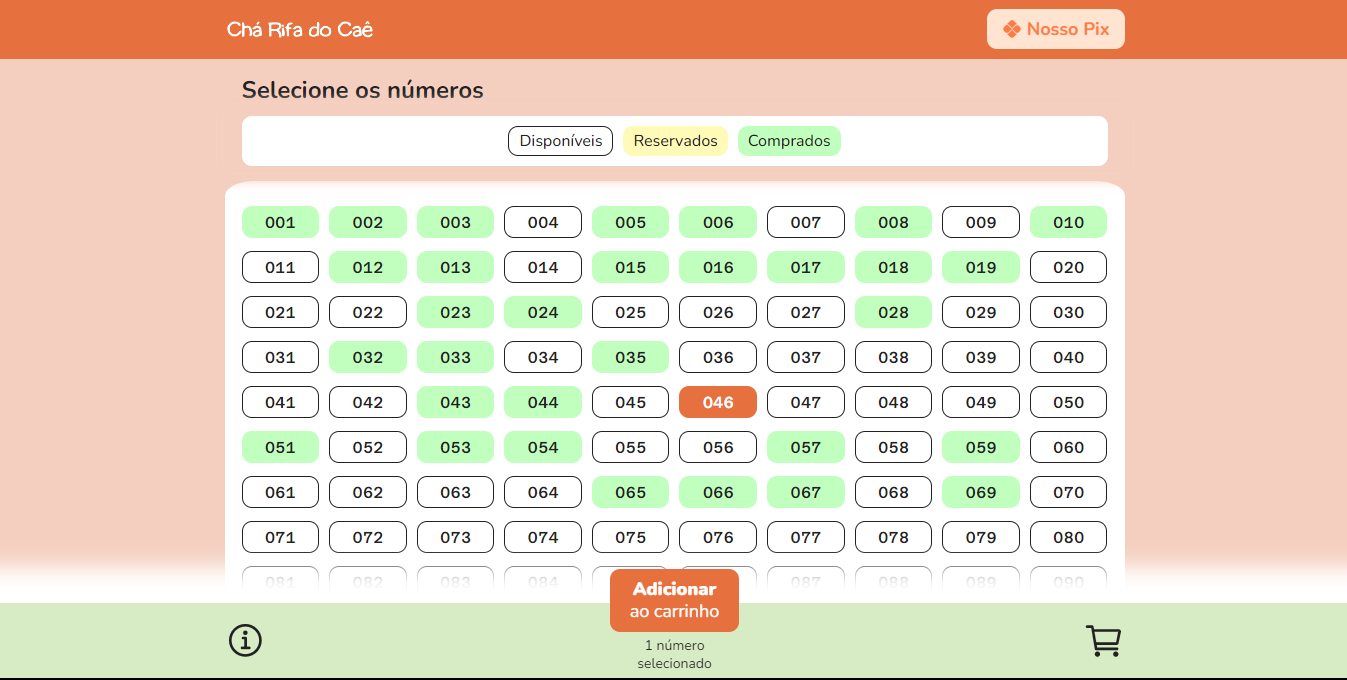 Chá Rifa do Caê
Nosso Pix
Selecione os números
Disponíveis Reservados Comprados
001 002 003 004 005 006 007 008 009 010
011 012 013 014 015 016 017 018 019 020
021 022 023 024 025 026 027 028 029 030
031 032 033 034 035 036 037 038 039 040
041 042 043 044 045 046 047 048 049 050
051 052 053 054 055 056 057 058 059 060
061 062 063 064 065 066 067 068 069 070
071 072 073 074 075 076 077 078 079 080
081 082 083 084 087 088 089 090
Adicionar
ao carrinho
1 número
selecionado